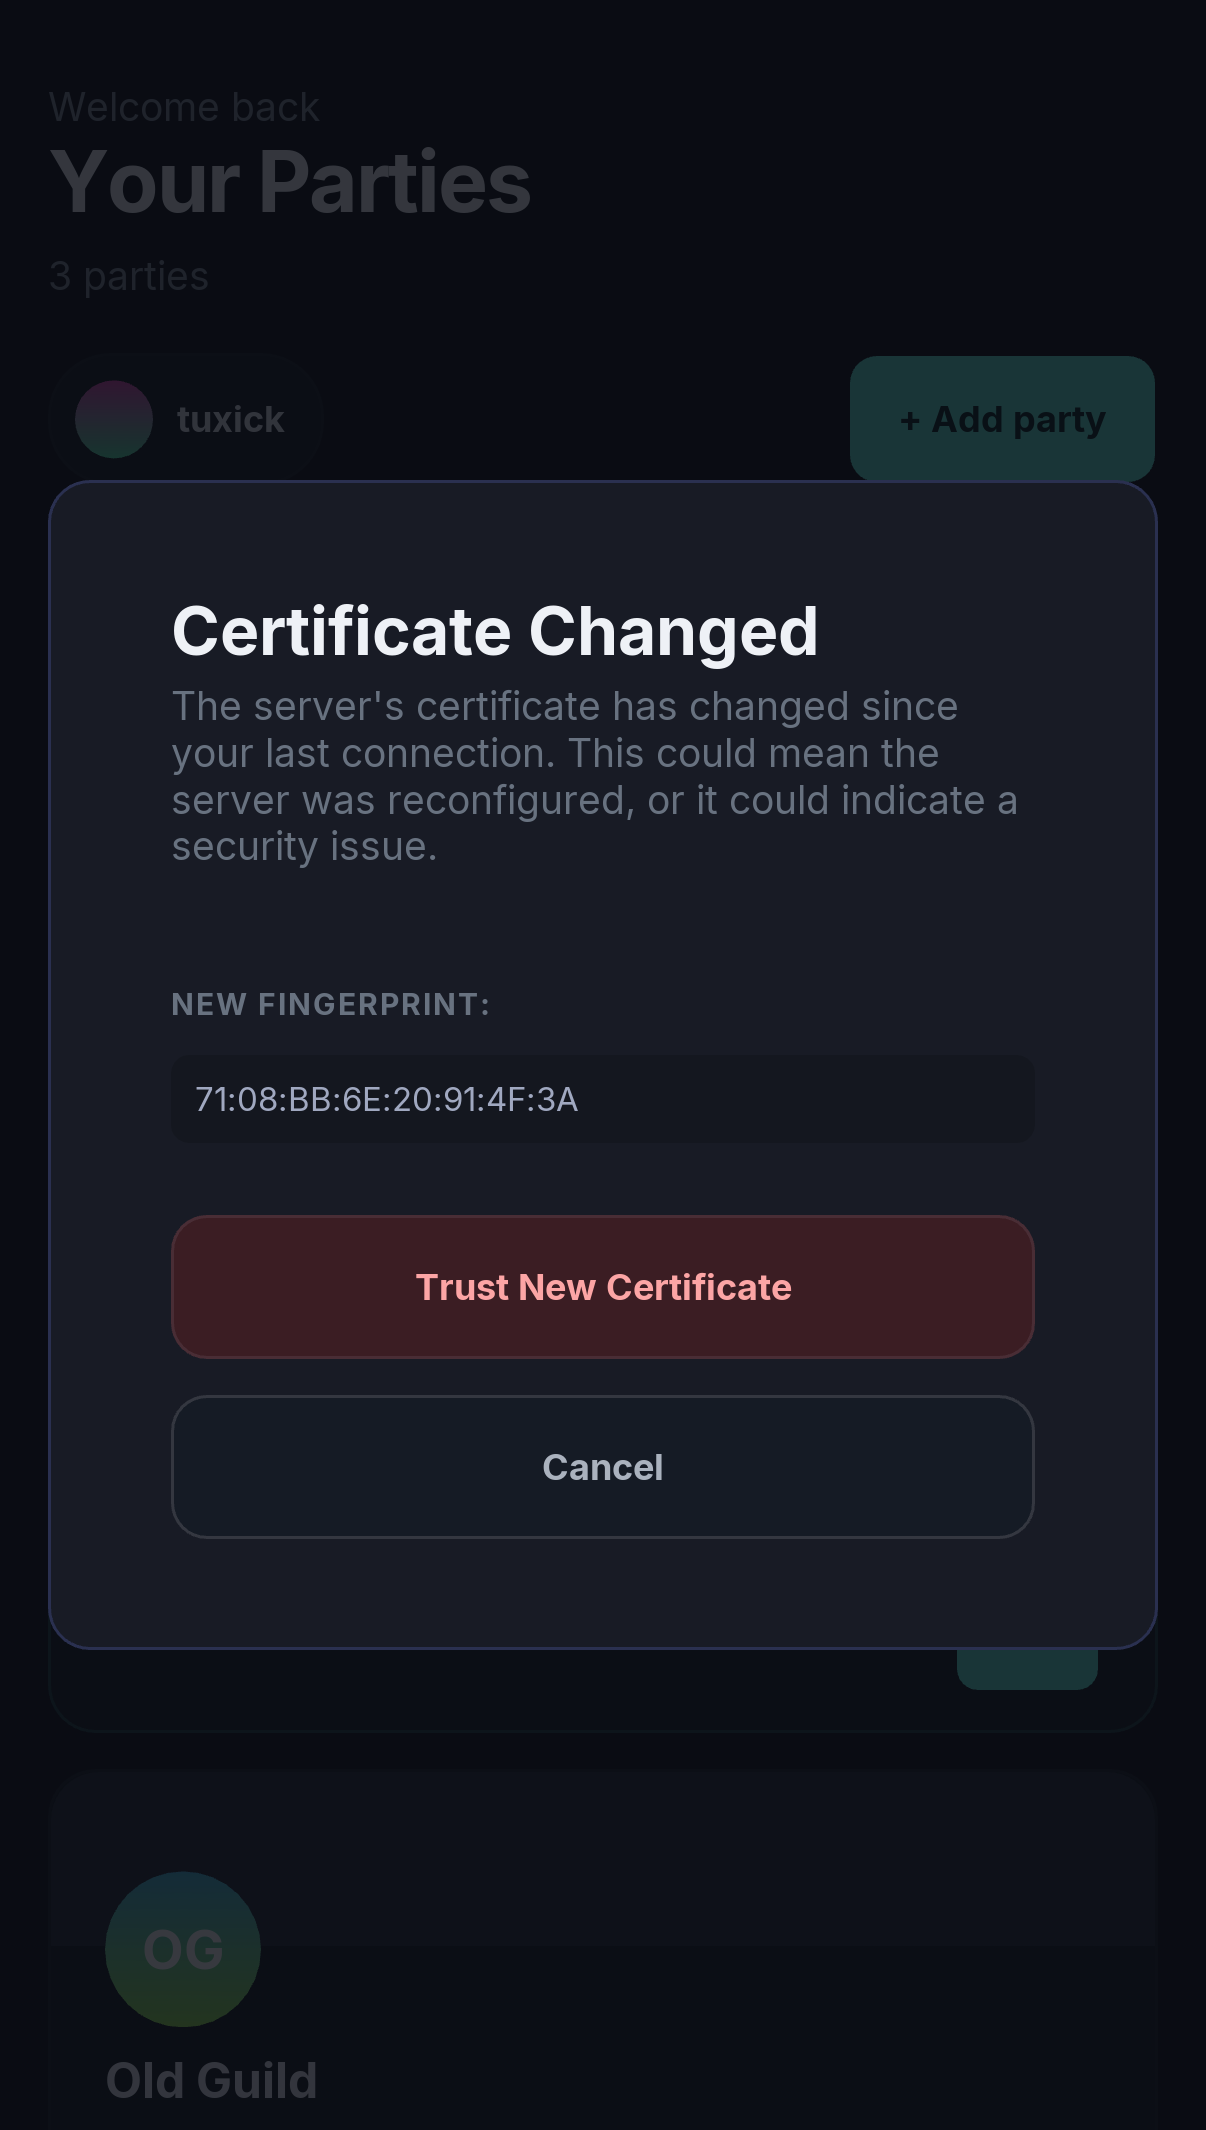 Welcome back
Your Parties
3 parties
tuxick
+ Add party
Certificate Changed
The server's certificate has changed since
your last connection. This could mean the
server was reconfigured, or it could indicate a
security issue.
NEW FINGERPRINT:
71:08:BB:6E:20:91:4F:3A
Trust New Certificate
Cancel
OG
Old Guild